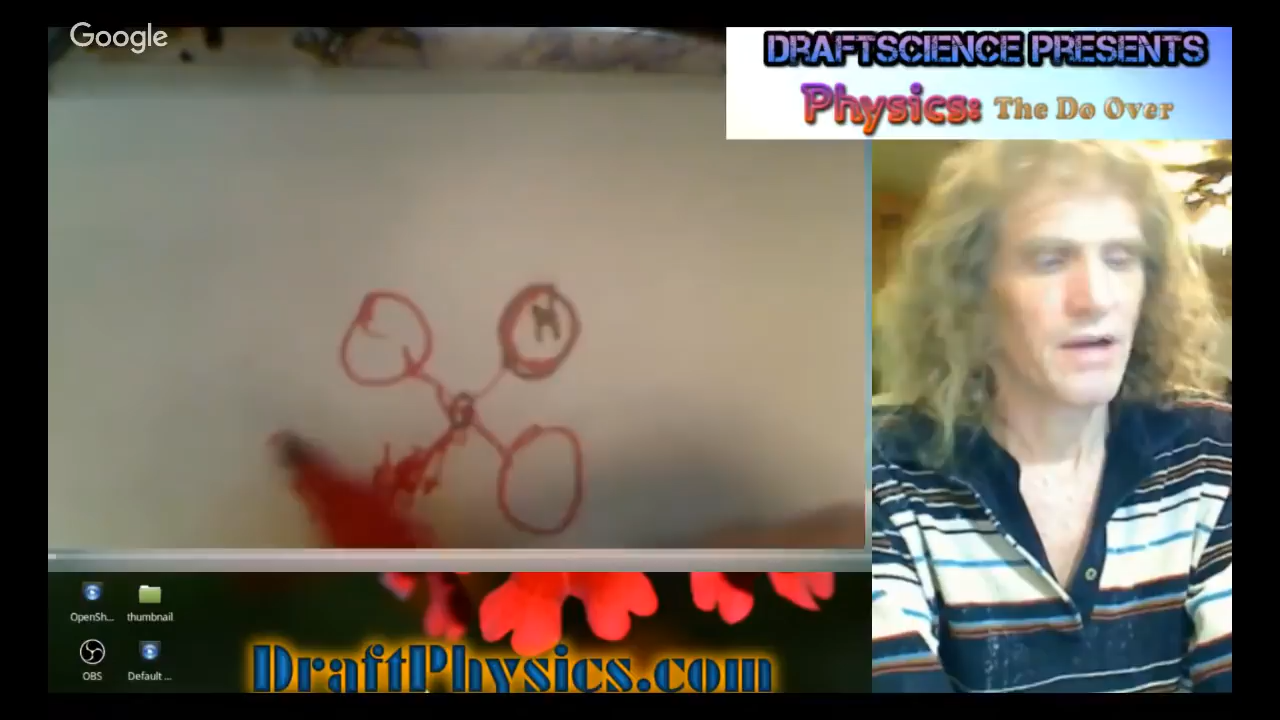 Google
DRAFTSCIENCE PRESENTS
Physics: The Do Over
OpenSh... thumbnail
OBS Default ...
DraftPhysics.com